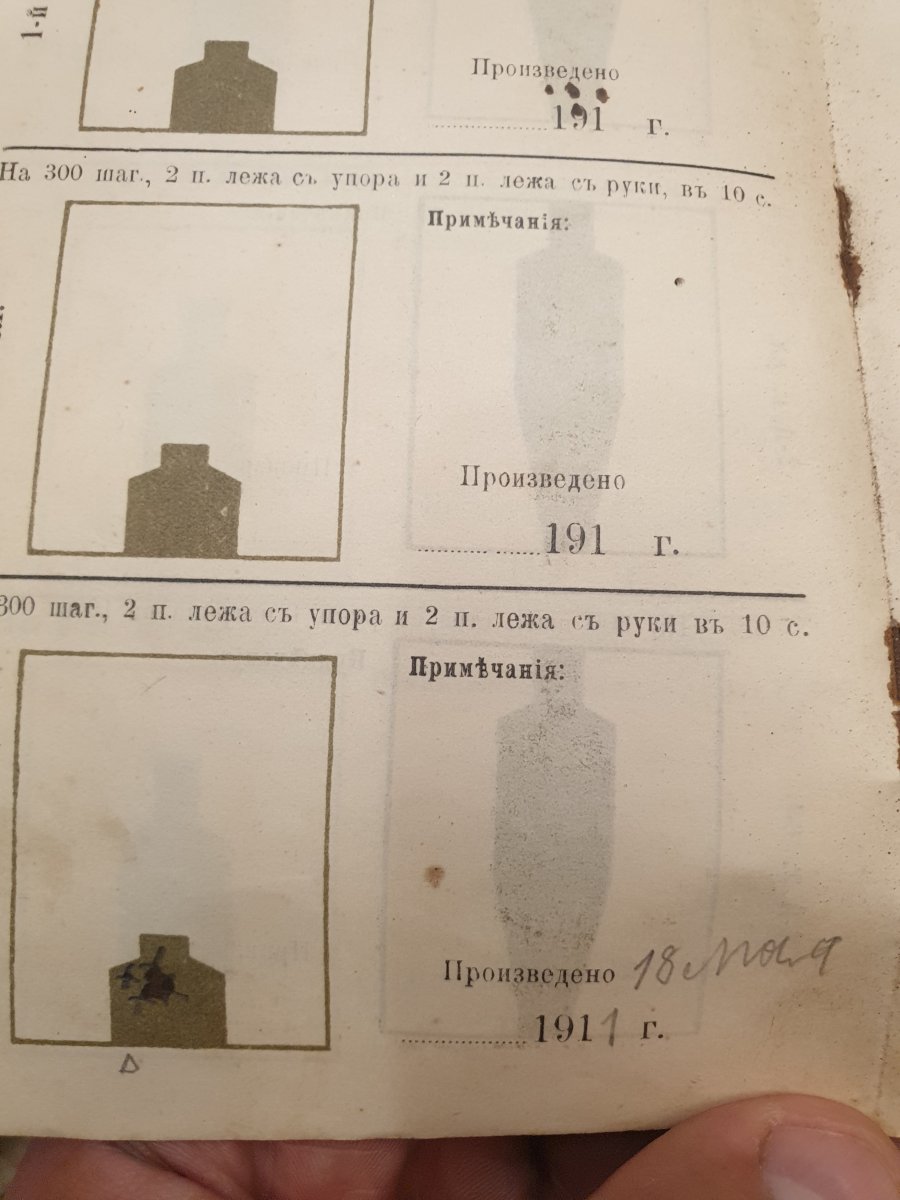 1-й
Произведено
191 г.
На 300 шаг., 2 п. лежа съ упора и 2 п. лежа съ руки, въ 10 с.
Примѣчанія:
Произведено
191 г.
300 шаг., 2 п. лежа съ упора и 2 п. лежа съ руки въ 10 с.
Примѣчанія:
Произведено 18 Мая
1911 г.